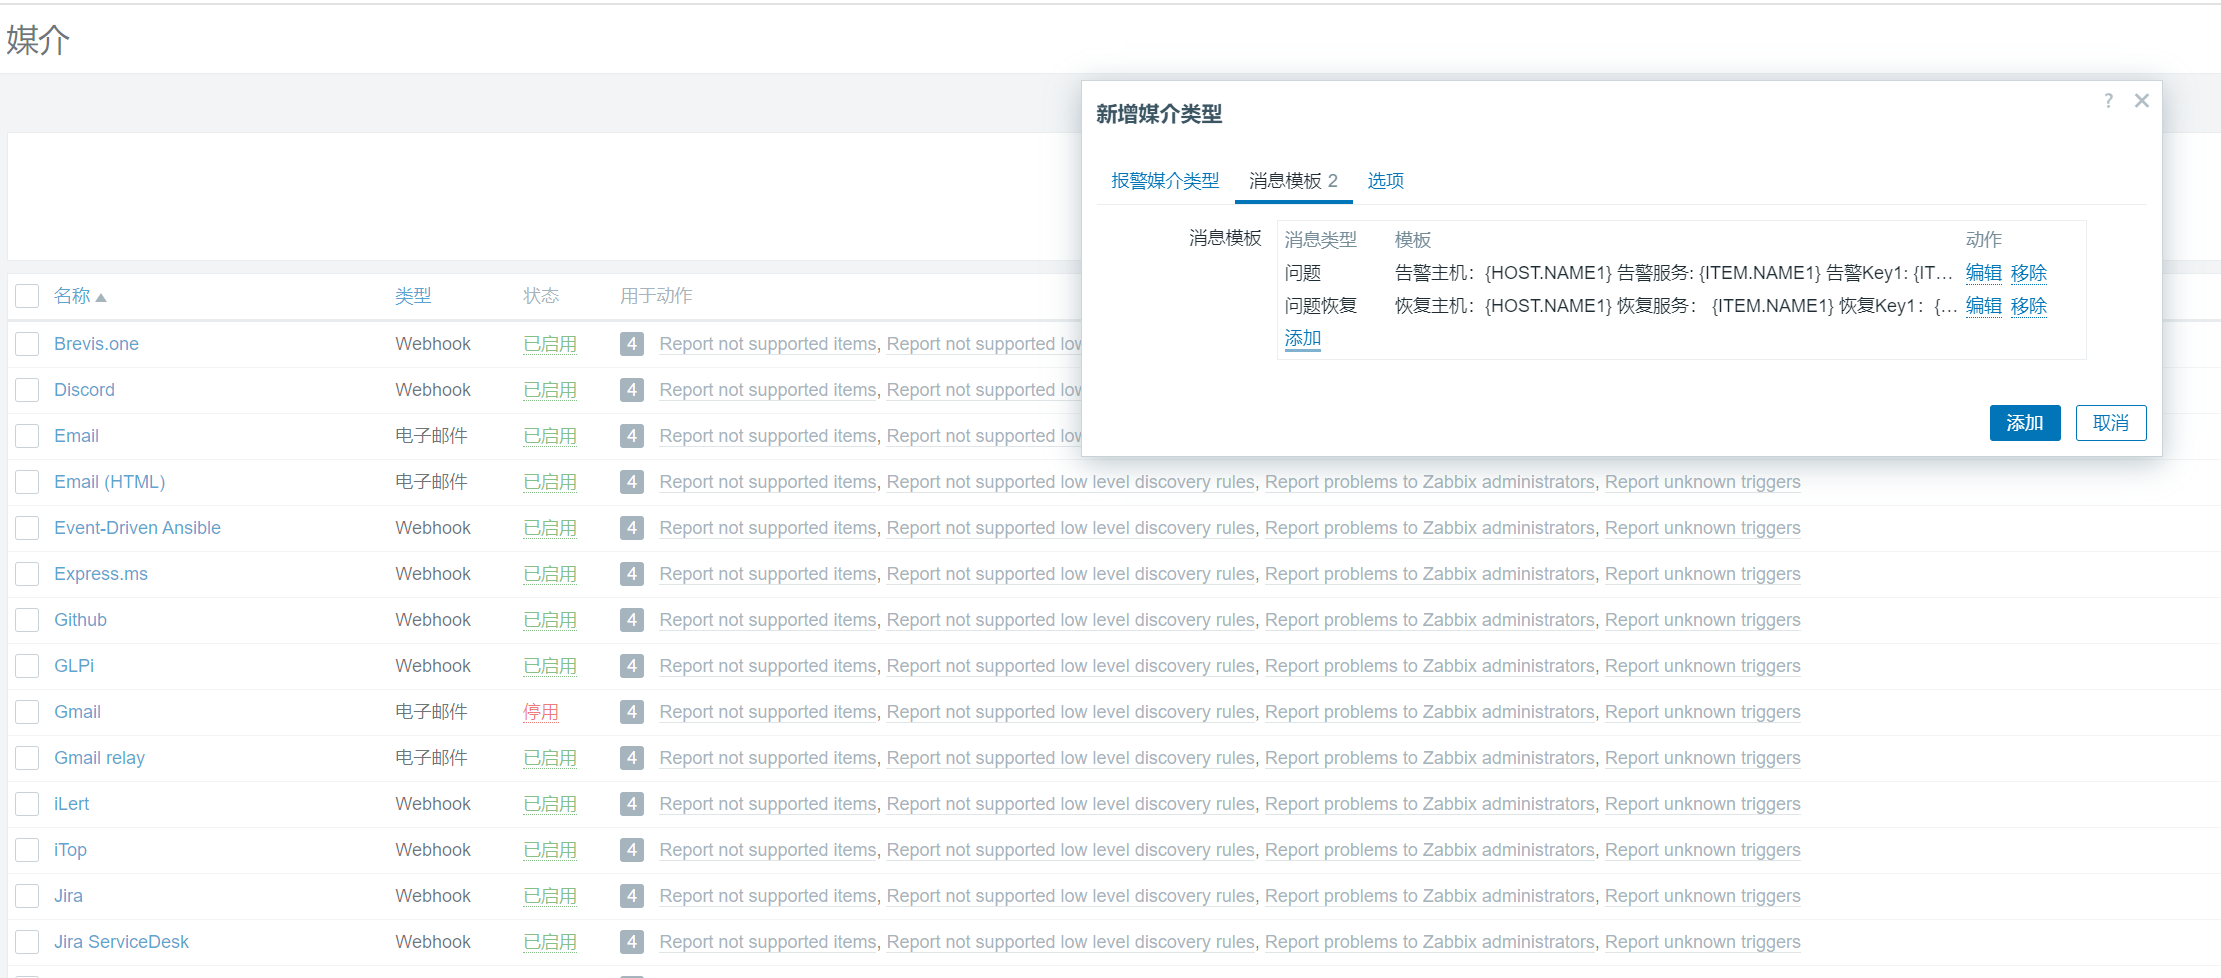 媒介
新增媒介类型
?
报警媒介类型 消息模板 2 选项
消息模板 消息类型 模板 动作
问题 告警主机：{HOST.NAME1} 告警服务: {ITEM.NAME1} 告警Key1: {IT… 编辑 移除
问题恢复 恢复主机：{HOST.NAME1} 恢复服务： {ITEM.NAME1} 恢复Key1：{… 编辑 移除
添加
添加 取消
名称 类型 状态 用于动作
Brevis.one Webhook 已启用 4 Report not supported items, Report not supported low
Discord Webhook 已启用 4 Report not supported items, Report not supported low
Email 电子邮件 已启用 4 Report not supported items, Report not supported low
Email (HTML) 电子邮件 已启用 4 Report not supported items, Report not supported low level discovery rules, Report problems to Zabbix administrators, Report unknown triggers
Event-Driven Ansible Webhook 已启用 4 Report not supported items, Report not supported low level discovery rules, Report problems to Zabbix administrators, Report unknown triggers
Express.ms Webhook 已启用 4 Report not supported items, Report not supported low level discovery rules, Report problems to Zabbix administrators, Report unknown triggers
Github Webhook 已启用 4 Report not supported items, Report not supported low level discovery rules, Report problems to Zabbix administrators, Report unknown triggers
GLPi Webhook 已启用 4 Report not supported items, Report not supported low level discovery rules, Report problems to Zabbix administrators, Report unknown triggers
Gmail 电子邮件 停用 4 Report not supported items, Report not supported low level discovery rules, Report problems to Zabbix administrators, Report unknown triggers
Gmail relay 电子邮件 已启用 4 Report not supported items, Report not supported low level discovery rules, Report problems to Zabbix administrators, Report unknown triggers
iLert Webhook 已启用 4 Report not supported items, Report not supported low level discovery rules, Report problems to Zabbix administrators, Report unknown triggers
iTop Webhook 已启用 4 Report not supported items, Report not supported low level discovery rules, Report problems to Zabbix administrators, Report unknown triggers
Jira Webhook 已启用 4 Report not supported items, Report not supported low level discovery rules, Report problems to Zabbix administrators, Report unknown triggers
Jira ServiceDesk Webhook 已启用 4 Report not supported items, Report not supported low level discovery rules, Report problems to Zabbix administrators, Report unknown triggers